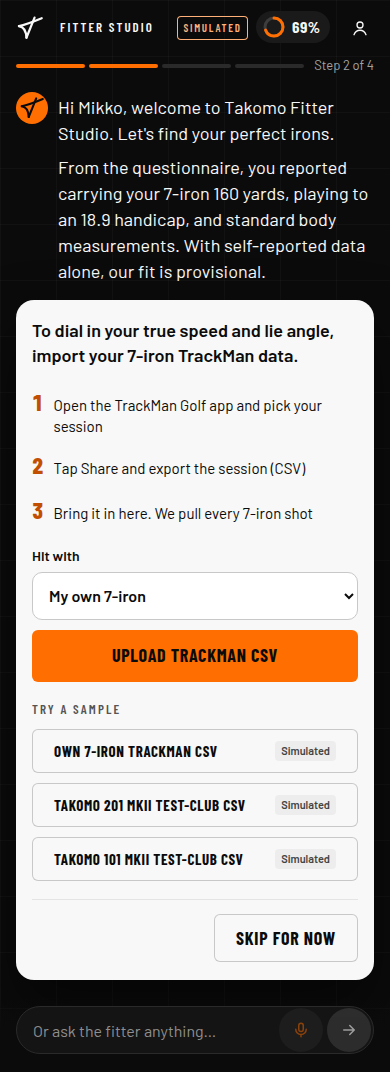 FITTER STUDIO
SIMULATED
69%
Step 2 of 4
Hi Mikko, welcome to Takomo Fitter
Studio. Let's find your perfect irons.
From the questionnaire, you reported
carrying your 7-iron 160 yards, playing to
an 18.9 handicap, and standard body
measurements. With self-reported data
alone, our fit is provisional.
To dial in your true speed and lie angle,
import your 7-iron TrackMan data.
1 Open the TrackMan Golf app and pick your
session
2 Tap Share and export the session (CSV)
3 Bring it in here. We pull every 7-iron shot
Hit with
My own 7-iron
UPLOAD TRACKMAN CSV
TRY A SAMPLE
OWN 7-IRON TRACKMAN CSV Simulated
TAKOMO 201 MKII TEST-CLUB CSV Simulated
TAKOMO 101 MKII TEST-CLUB CSV Simulated
SKIP FOR NOW
Or ask the fitter anything...